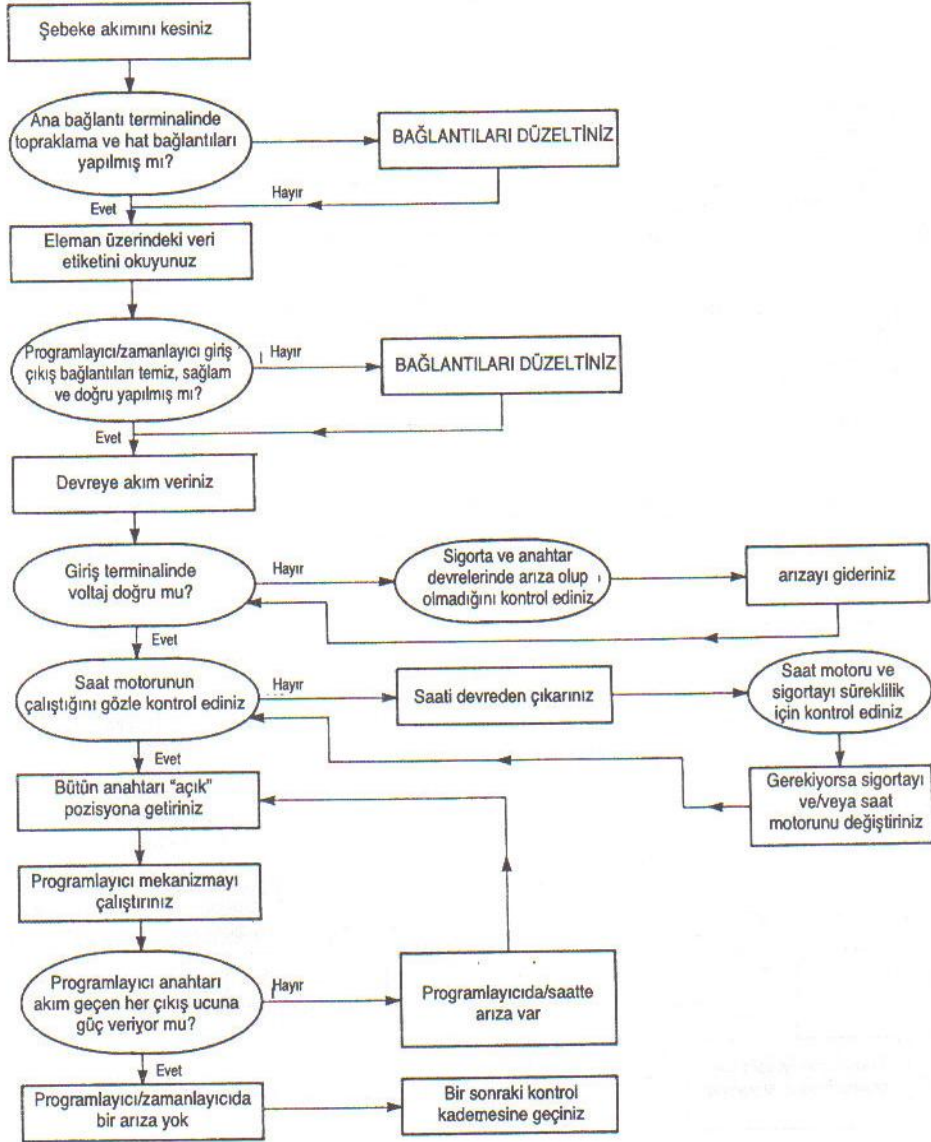 Şebeke akımını kesiniz
Ana bağlantı terminalinde
topraklama ve hat bağlantıları
yapılmış mı?
BAĞLANTILARI DÜZELTİNİZ
Hayır
Evet
Eleman üzerindeki veri
etiketini okuyunuz
Programlayıcı/zamanlayıcı giriş
çıkış bağlantıları temiz, sağlam
ve doğru yapılmış mı?
Hayır
BAĞLANTILARI DÜZELTİNİZ
Evet
Devreye akım veriniz
Giriş terminalinde
voltaj doğru mu?
Hayır
Sigorta ve anahtar
devrelerinde arıza olup
olmadığını kontrol ediniz
arızayı gideriniz
Evet
Saat motorunun
çalıştığını gözle kontrol ediniz
Hayır
Saati devreden çıkarınız
Saat motoru ve
sigortayı süreklilik
için kontrol ediniz
Evet
Gerekiyorsa sigortayı
ve/veya saat
motorunu değiştiriniz
Bütün anahtarı “açık”
pozisyona getiriniz
Programlayıcı mekanizmayı
çalıştırınız
Programlayıcı anahtarı
akım geçen her çıkış ucuna
güç veriyor mu?
Hayır
Programlayıcıda/saatte
arıza var
Evet
Programlayıcı/zamanlayıcıda
bir arıza yok
Bir sonraki kontrol
kademesine geçiniz